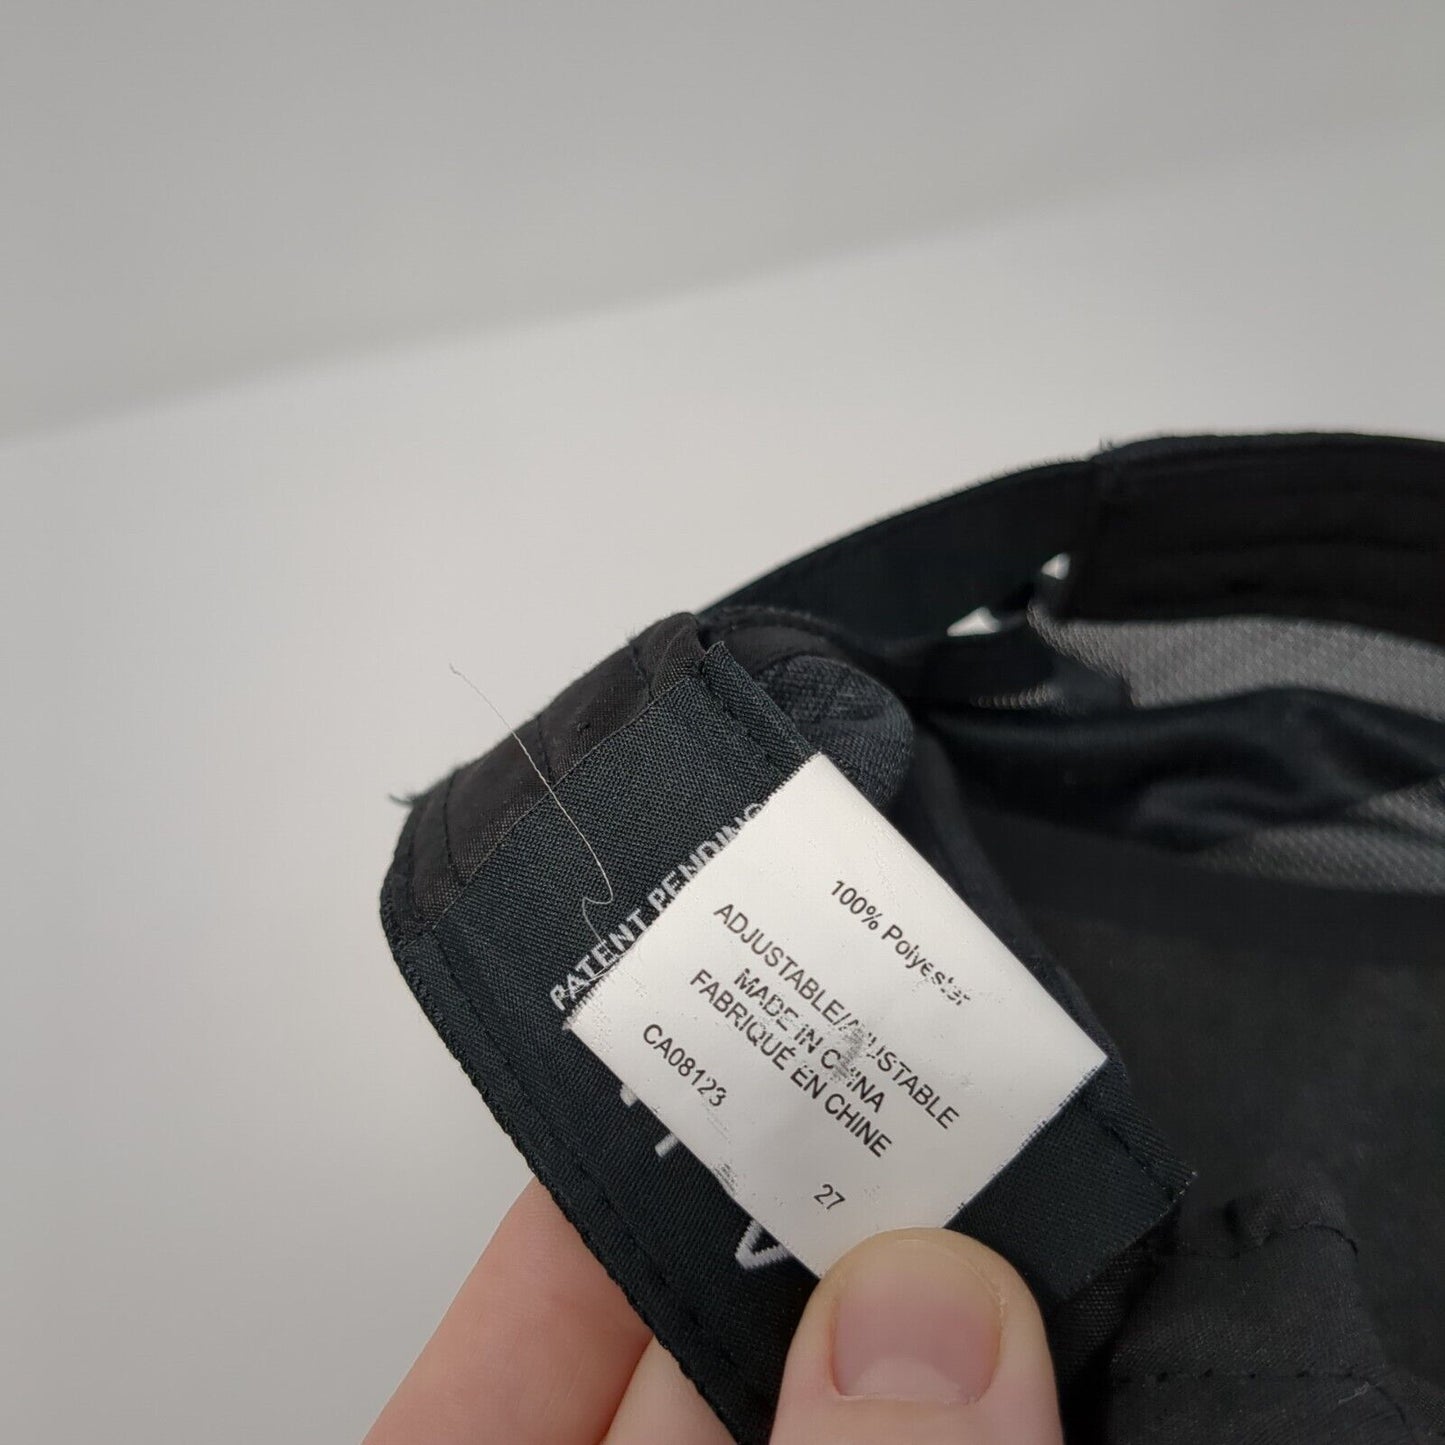 PATENT PENDING
100% Polyester
ADJUSTABLE/AJUSTABLE
MADE IN CHINA
FABRIQUÉ EN CHINE
CA08123
27